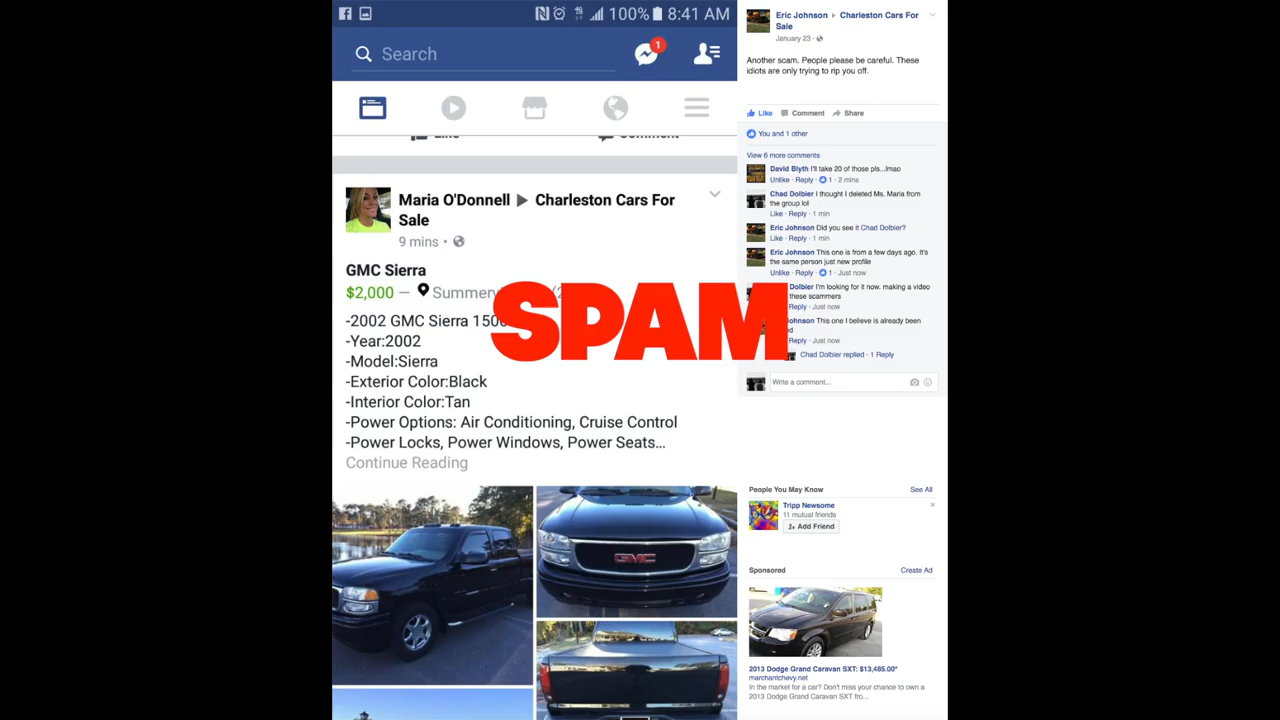 100% 8:41 AM
Search
1
Maria O'Donnell ▶ Charleston Cars For
Sale
9 mins
GMC Sierra
$2,000 — Summerv
-2002 GMC Sierra 150
-Year:2002
-Model:Sierra
-Exterior Color:Black
-Interior Color:Tan
-Power Options: Air Conditioning, Cruise Control
-Power Locks, Power Windows, Power Seats...
Continue Reading
GMC
SPAM
Eric Johnson ▸ Charleston Cars For
Sale
January 23
Another scam. People please be careful. These
idiots are only trying to rip you off.
Like Comment Share
You and 1 other
View 6 more comments
David Blyth I'll take 20 of those pls...lmao
Unlike · Reply · 1 · 2 mins
Chad Dolbier I thought I deleted Ms. Maria from
the group lol
Like · Reply · 1 min
Eric Johnson Did you see it Chad Dolbier?
Like · Reply · 1 min
Eric Johnson This one is from a few days ago. It's
the same person just new profile
Unlike · Reply · 1 · Just now
Dolbier I'm looking for it now. making a video
these scammers
Reply · Just now
ohnson This one I believe is already been
d
Reply · Just now
Chad Dolbier replied · 1 Reply
Write a comment...
People You May Know See All
Tripp Newsome
11 mutual friends
Add Friend
Sponsored Create Ad
2013 Dodge Grand Caravan SXT: $13,485.00*
marchantchevy.net
In the market for a car? Don't miss your chance to own a
2013 Dodge Grand Caravan SXT fro...